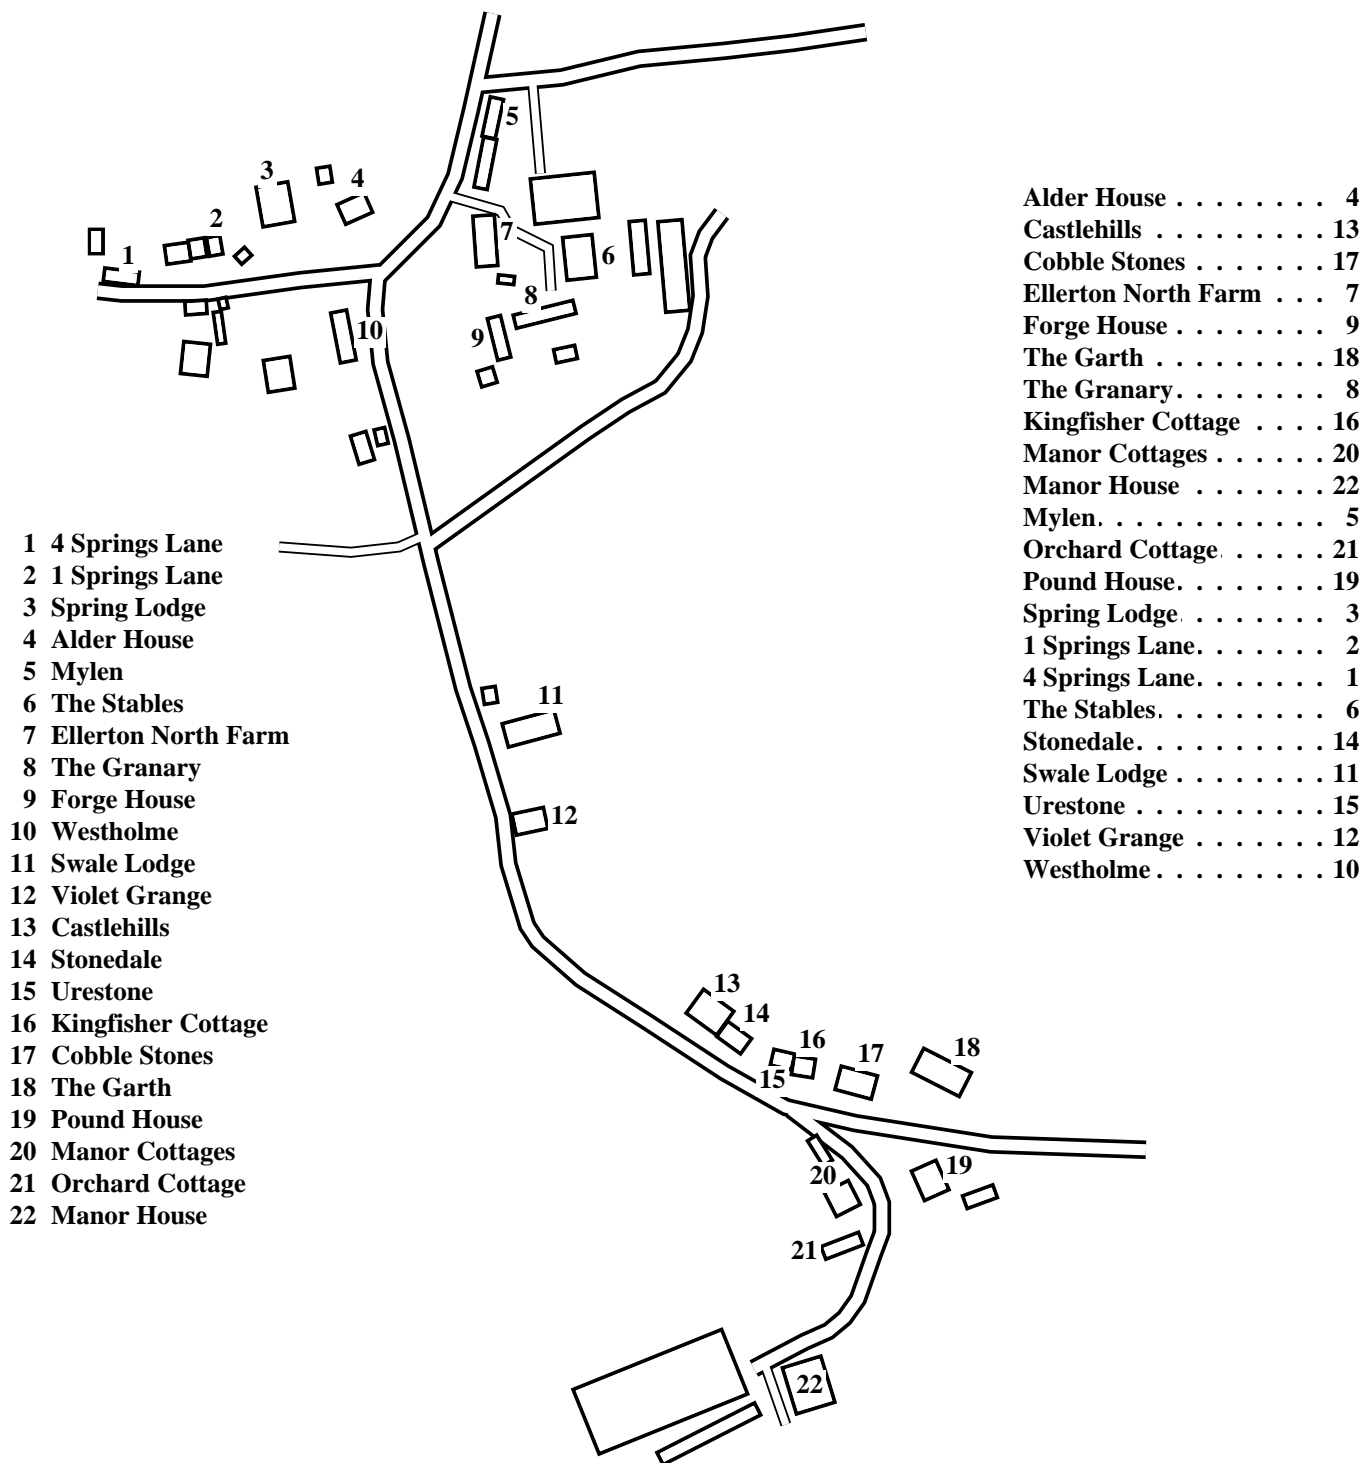 5
3
4
2
7
1
6
8
10
9
1 4 Springs Lane
2 1 Springs Lane
3 Spring Lodge
4 Alder House
5 Mylen
6 The Stables
7 Ellerton North Farm
8 The Granary
9 Forge House
10 Westholme
11 Swale Lodge
12 Violet Grange
13 Castlehills
14 Stonedale
15 Urestone
16 Kingfisher Cottage
17 Cobble Stones
18 The Garth
19 Pound House
20 Manor Cottages
21 Orchard Cottage
22 Manor House
11
12
13
14
16
15
17
18
19
20
21
22
Alder House . . . . . . . . 4
Castlehills . . . . . . . . . 13
Cobble Stones . . . . . . . 17
Ellerton North Farm . . . 7
Forge House . . . . . . . . 9
The Garth . . . . . . . . . 18
The Granary. . . . . . . . 8
Kingfisher Cottage . . . . 16
Manor Cottages . . . . . . 20
Manor House . . . . . . . 22
Mylen. . . . . . . . . . . . 5
Orchard Cottage. . . . . . 21
Pound House. . . . . . . . 19
Spring Lodge. . . . . . . . 3
1 Springs Lane. . . . . . . 2
4 Springs Lane. . . . . . . 1
The Stables. . . . . . . . . 6
Stonedale. . . . . . . . . . 14
Swale Lodge . . . . . . . . 11
Urestone . . . . . . . . . . 15
Violet Grange . . . . . . . 12
Westholme . . . . . . . . . 10